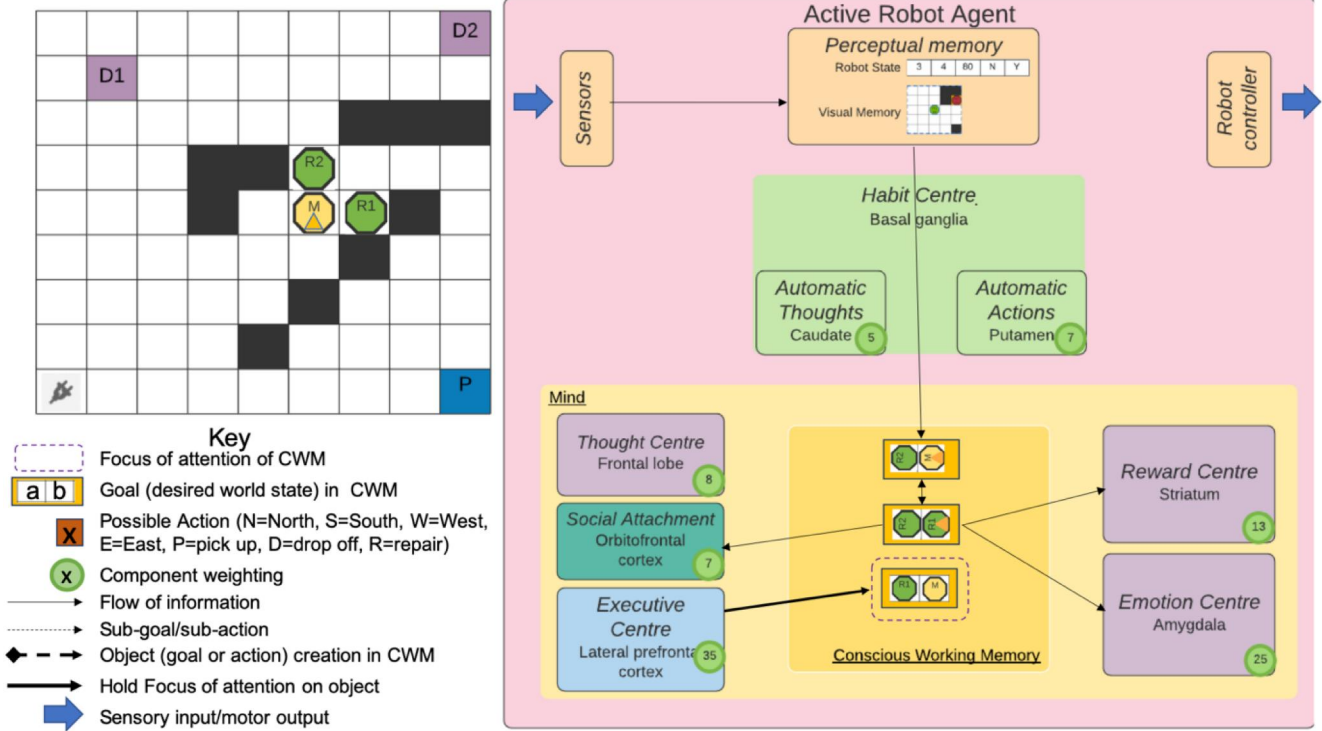 D2
D1
R2
M
R1
P
Key
Focus of attention of CWM
a b
Goal (desired world state) in CWM
X
Possible Action (N=North, S=South, W=West,
E=East, P=pick up, D=drop off, R=repair)
x
Component weighting
Flow of information
Sub-goal/sub-action
Object (goal or action) creation in CWM
Hold Focus of attention on object
Sensory input/motor output
Active Robot Agent
Sensors
Perceptual memory
Robot State 3 4 80 N Y
Visual Memory
Robot
controller
Habit Centre
Basal ganglia
Automatic
Thoughts
Caudate 5
Automatic
Actions
Putamen 7
Mind
Thought Centre
Frontal lobe
8
Social Attachment
Orbitofrontal
cortex
7
Executive
Centre
Lateral prefronta
cortex
35
R2 M
R2 R1
R1 M
Conscious Working Memory
Reward Centre
Striatum
13
Emotion Centre
Amygdala
25